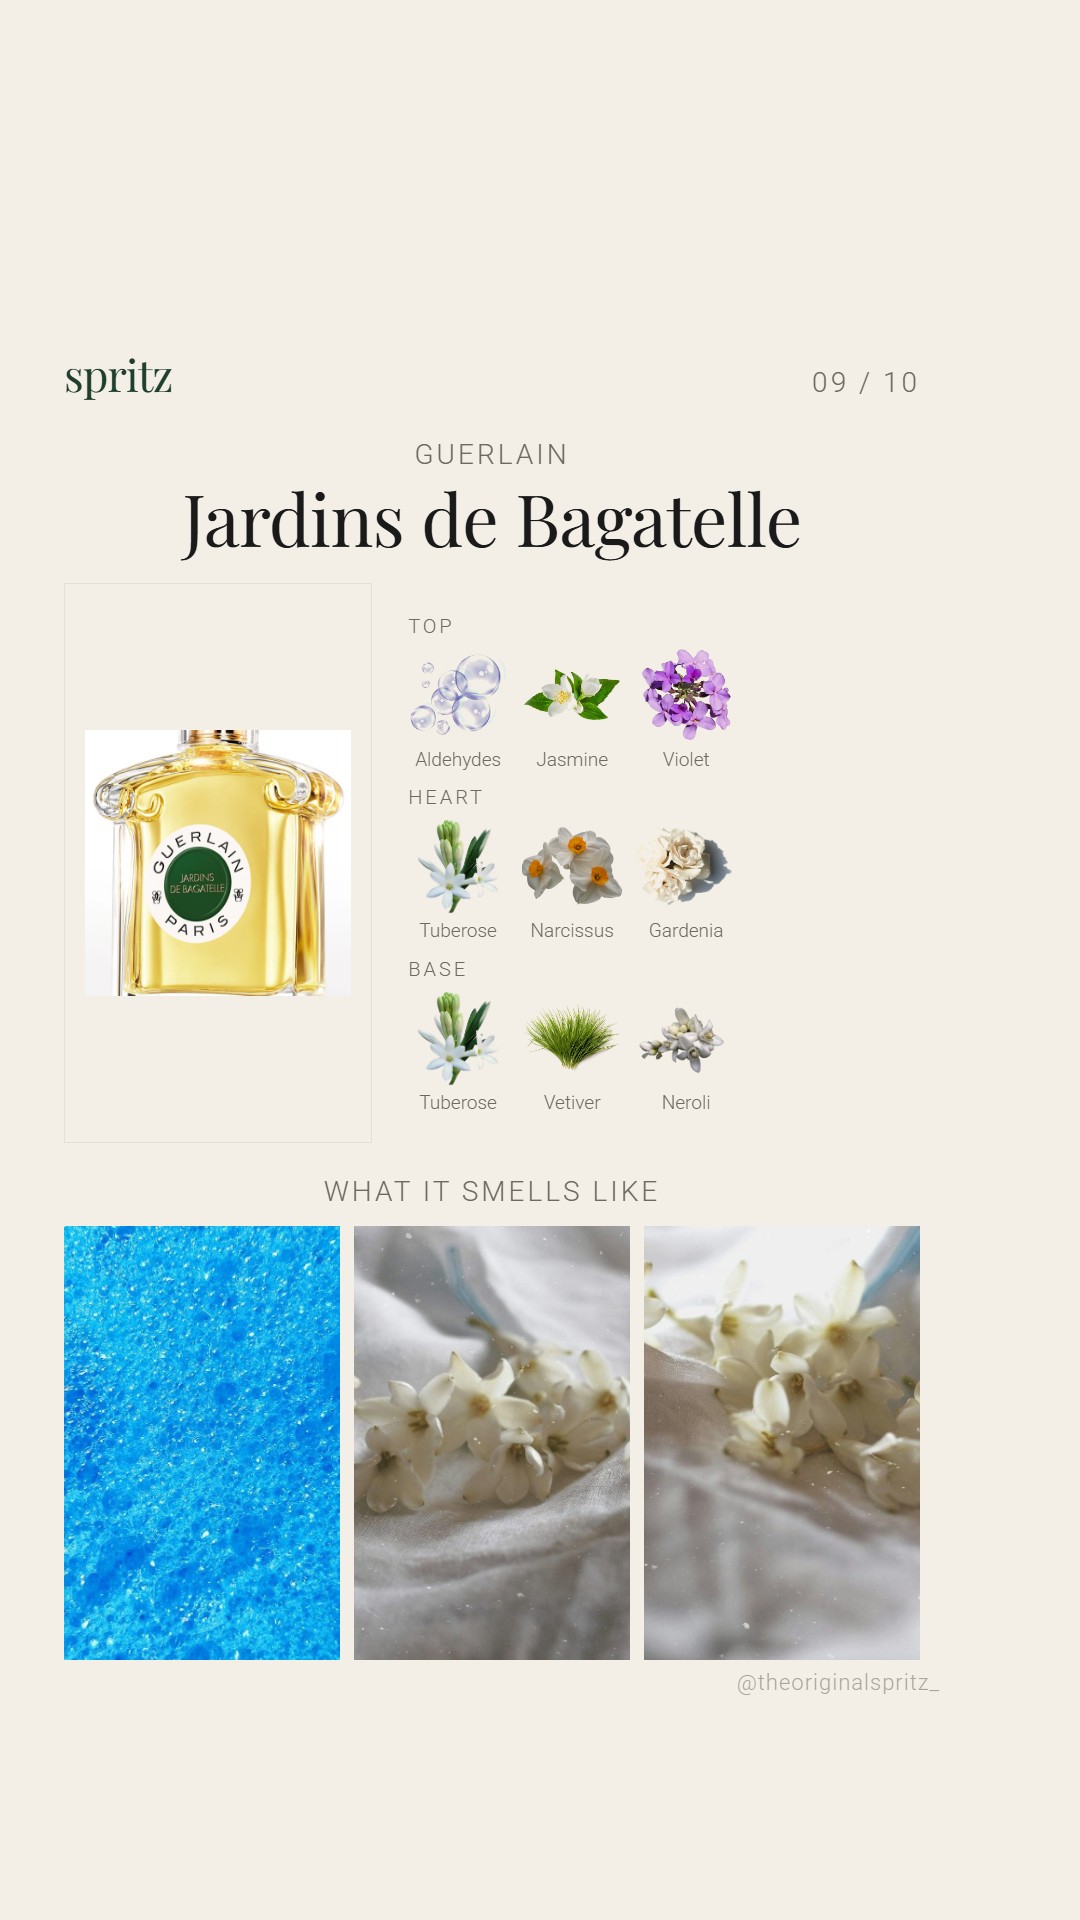 spritz
09 / 10
GUERLAIN
Jardins de Bagatelle
TOP
Aldehydes Jasmine Violet
HEART
Tuberose Narcissus Gardenia
BASE
Tuberose Vetiver Neroli
GUERLAIN
JARDINS
DE BAGATELLE
PARIS
WHAT IT SMELLS LIKE
@theoriginalspritz_